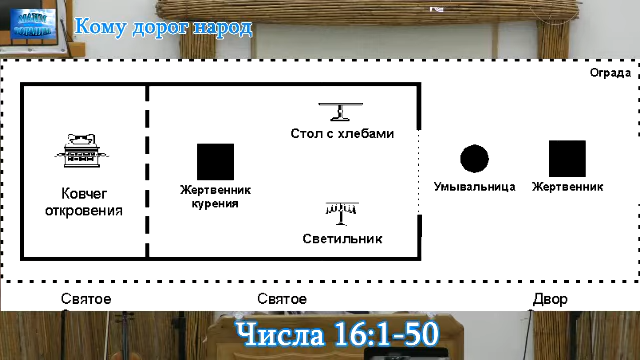 Кому дорог народ
Ограда
Стол с хлебами
Ковчег
откровения
Жертвенник
курения
Умывальница
Жертвенник
Светильник
Святое
Святое
Двор
Числа 16:1-50